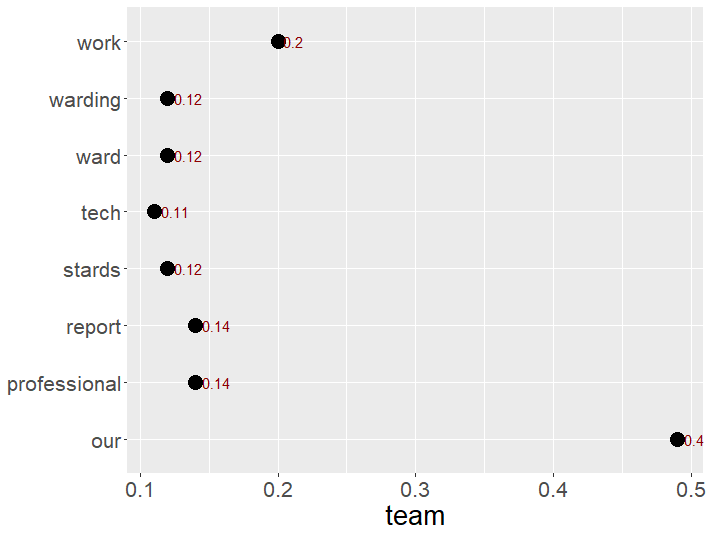 work 0.2
warding 0.12
ward 0.12
tech 0.11
stards 0.12
report 0.14
professional 0.14
our 0.4
0.1 0.2 0.3 0.4 0.5
team